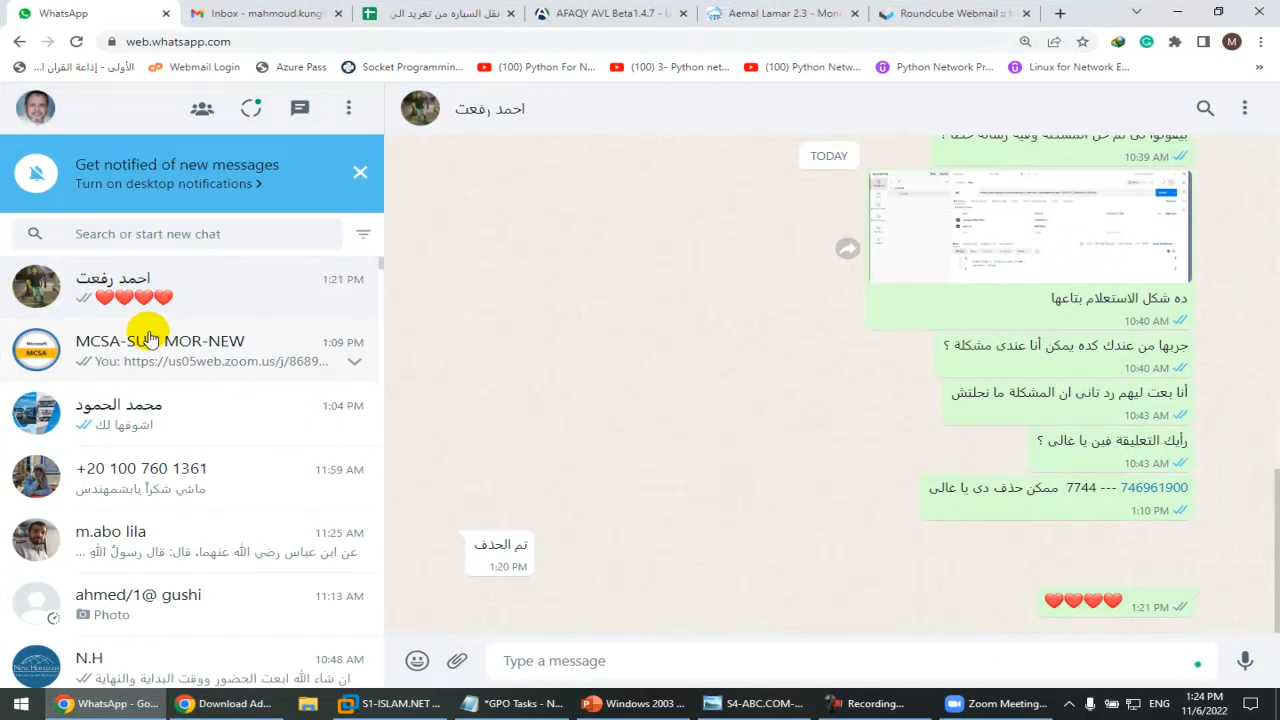 WhatsApp
Inbox - mahmoud.kung
نقل السياره من تغريد الي
AFAQY AVL Beta1.4.7 - U
Aemal Lamar 2.3 - Moni
Roundcube Webmail ::
web.whatsapp.com
M
الأولى - إذاعة القرآن ا...
Webmail Login
Azure Pass
Socket Programmin...
(100) Python For N...
(100) 3- Python net...
(100) Python Netw...
Python Network Pr...
Linux for Network E...
»
Get notified of new messages
Turn on desktop notifications >
Search or start new chat
احمد رفعت
1:21 PM
❤❤❤❤
MCSA-SU MOR-NEW
1:09 PM
You: https://us05web.zoom.us/j/8689...
MCSA
محمد الحمود
1:04 PM
اشوفها لك
+20 100 760 1361
11:59 AM
ماشي شكراً يابشمهندس
m.abo lila
11:25 AM
عن ابن عباس رضي الله عنهما، قال: قال رسولُ اللهِ ...
ahmed/1@ gushi
11:13 AM
Photo
N.H
0:48 AM
ان شاء الله ابعت الحضور ووقت البداية والنهاية
احمد رفعت
10:39 AM
TODAY
ده شكل الاستعلام بتاعها
10:40 AM
جربها من عندك كده يمكن أنا عندى مشكلة ؟
10:40 AM
أنا بعت ليهم رد تانى ان المشكلة ما نحلتش
10:43 AM
رأيك التعليقة فين يا غالى ؟
10:43 AM
746961900 --- 7744 ممكن حذف دى يا غالى
1:10 PM
تم الحذف
1:20 PM
❤❤❤❤
1:21 PM
Type a message
WhatsApp - Go...
Download Ad...
S1-ISLAM.NET ...
*GPO Tasks - N...
Windows 2003 ...
S4-ABC.COM-...
Recording...
Zoom Meeting...
ENG
1:24 PM
11/6/2022